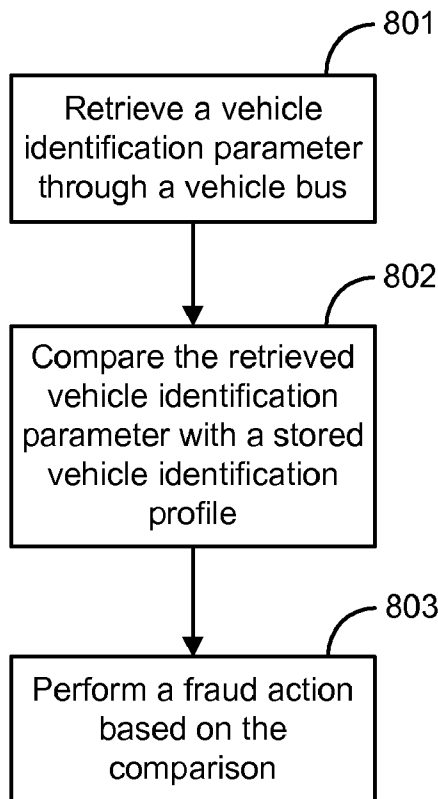 801
Retrieve a vehicle
identification parameter
through a vehicle bus
802
Compare the retrieved
vehicle identification
parameter with a stored
vehicle identification
profile
803
Perform a fraud action
based on the
comparison